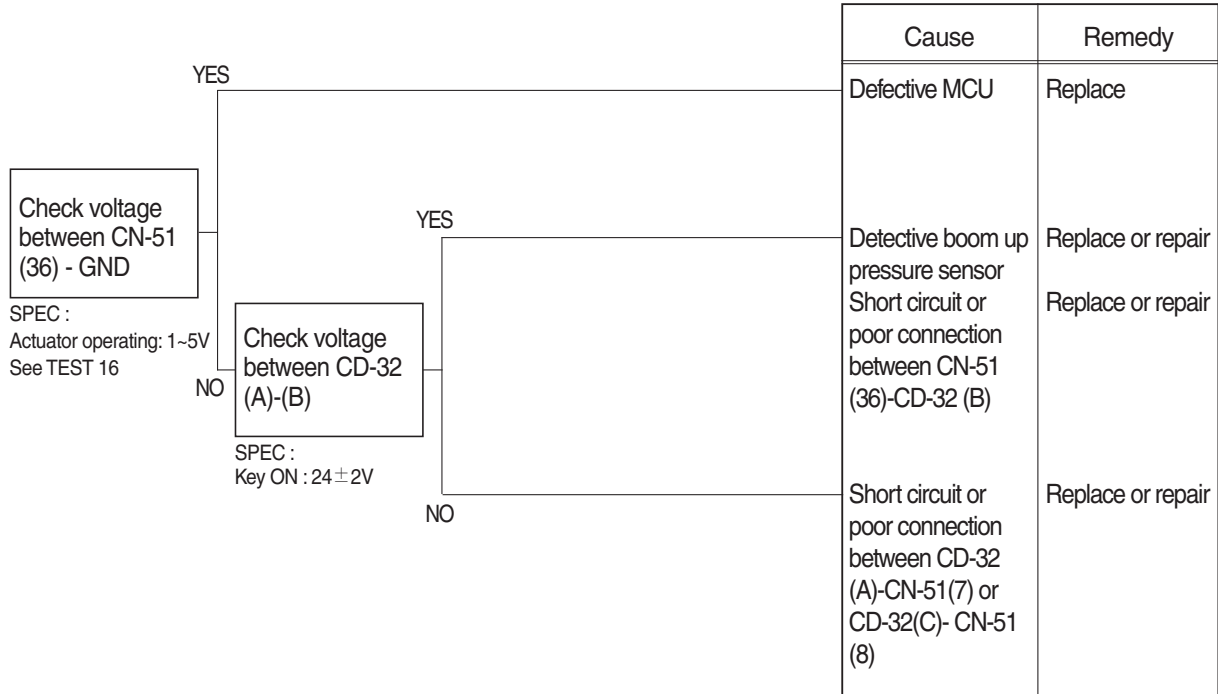 Cause Remedy
YES
Defective MCU Replace
Check voltage
between CN-51
(36) - GND
SPEC :
Actuator operating: 1~5V
See TEST 16
NO
YES
Detective boom up Replace or repair
pressure sensor
Short circuit or Replace or repair
poor connection
between CN-51
(36)-CD-32 (B)
Check voltage
between CD-32
(A)-(B)
SPEC :
Key ON : 24±2V
NO
Short circuit or Replace or repair
poor connection
between CD-32
(A)-CN-51(7) or
CD-32(C)- CN-51
(8)